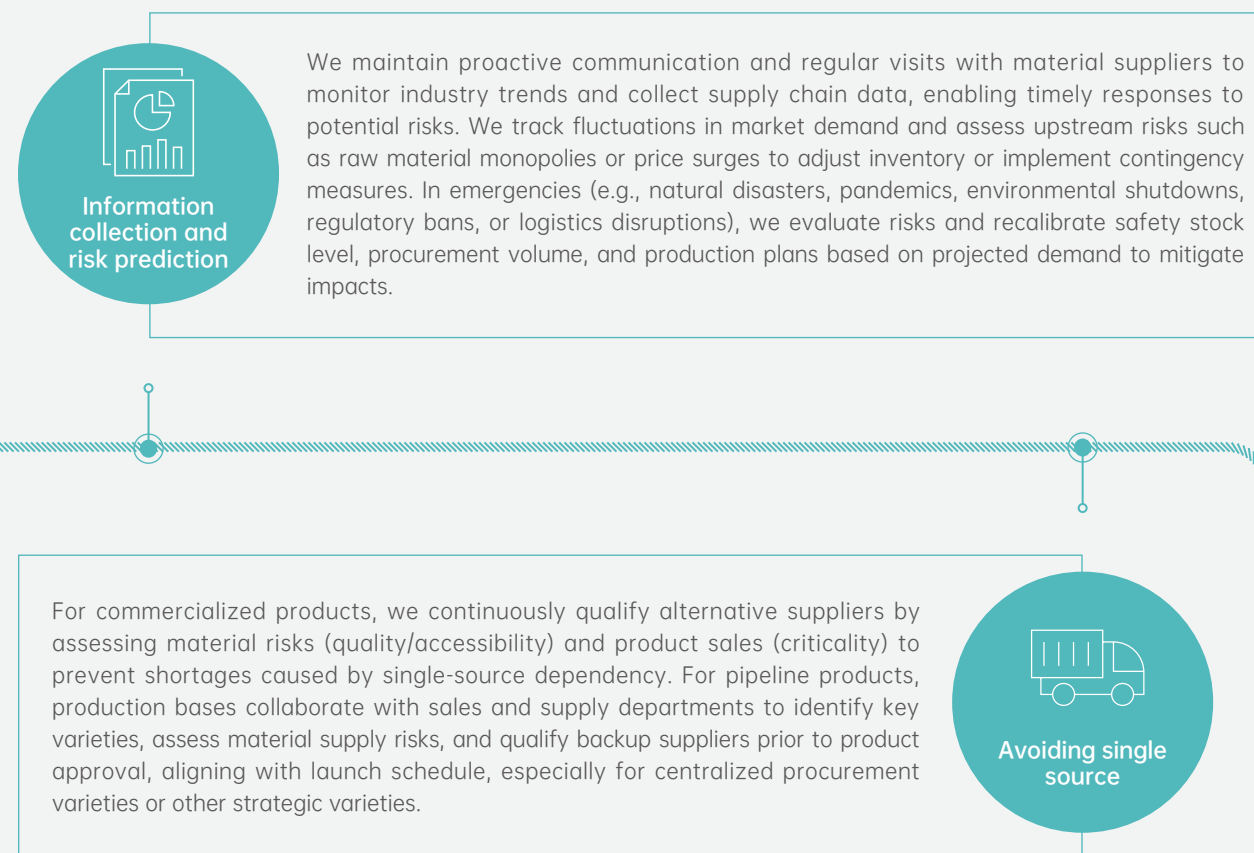 Information
collection and
risk prediction
We maintain proactive communication and regular visits with material suppliers to
monitor industry trends and collect supply chain data, enabling timely responses to
potential risks. We track fluctuations in market demand and assess upstream risks such
as raw material monopolies or price surges to adjust inventory or implement contingency
measures. In emergencies (e.g., natural disasters, pandemics, environmental shutdowns,
regulatory bans, or logistics disruptions), we evaluate risks and recalibrate safety stock
level, procurement volume, and production plans based on projected demand to mitigate
impacts.
For commercialized products, we continuously qualify alternative suppliers by
assessing material risks (quality/accessibility) and product sales (criticality) to
prevent shortages caused by single-source dependency. For pipeline products,
production bases collaborate with sales and supply departments to identify key
varieties, assess material supply risks, and qualify backup suppliers prior to product
approval, aligning with launch schedule, especially for centralized procurement
varieties or other strategic varieties.
Avoiding single
source